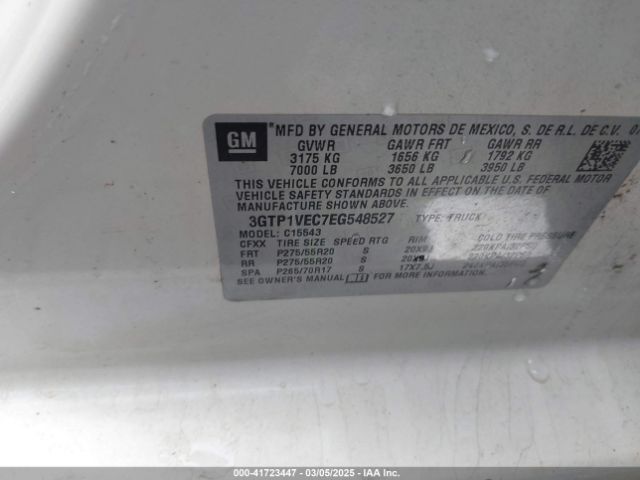 GM
MFD BY GENERAL MOTORS DE MEXICO, S. DE R.L. DE C.V.
GVWR GAWR FRT GAWR RR
3175 KG 1656 KG 1792 KG
7000 LB 3650 LB 3950 LB
THIS VEHICLE CONFORMS TO ALL APPLICABLE U.S. FEDERAL MOTOR
VEHICLE SAFETY STANDARDS IN EFFECT ON THE DATE OF
MANUFACTURE SHOWN ABOVE.
3GTP1VEC7EG548527 TYPE: TRUCK
MODEL: C15543
CFXX TIRE SIZE SPEED RTG RIM COLD TIRE PRESSURE
FRT P275/55R20 S
RR P275/55R20 S
SPA P265/70R17 S 17X7.5J
SEE OWNER'S MANUAL
000-41723447 - 03/05/2025 - IAA, Inc.